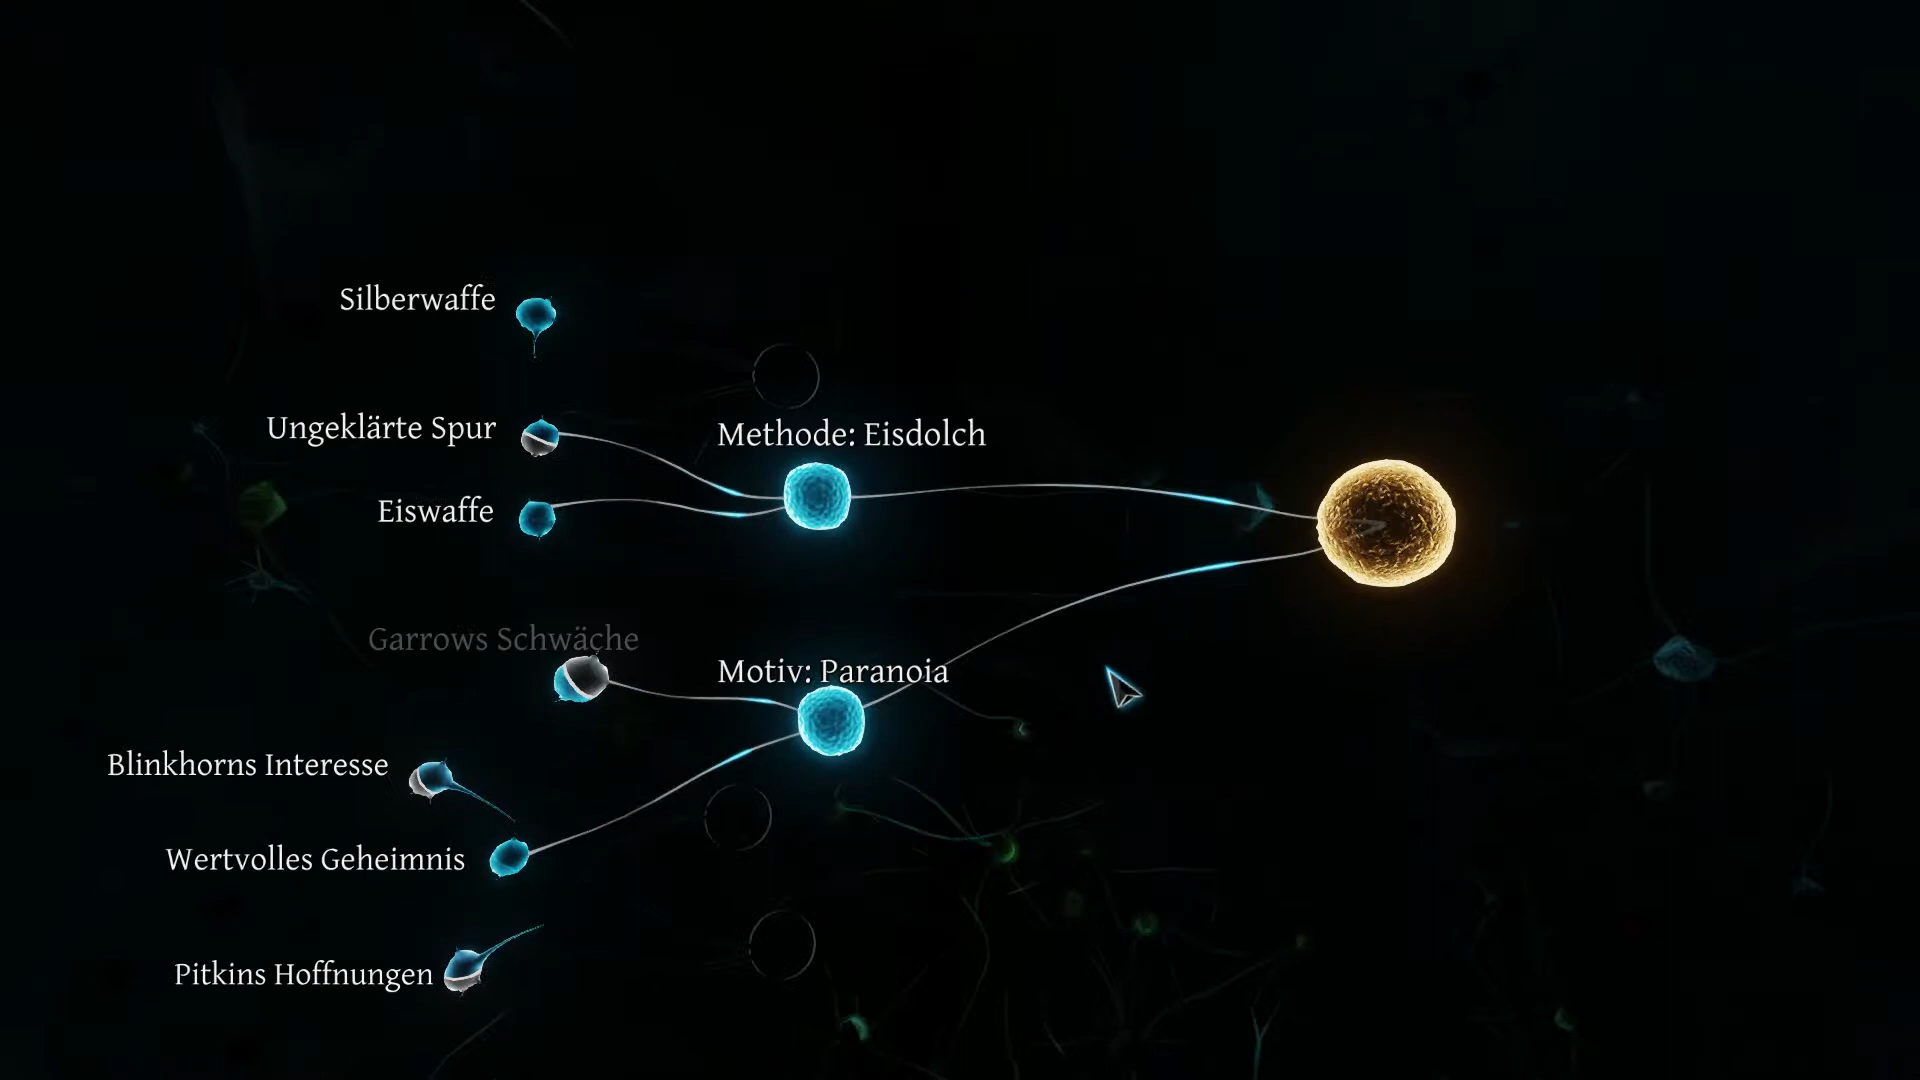 Silberwaffe
Ungeklärte Spur
Methode: Eisdolch
Eiswaffe
Garrows Schwäche
Motiv: Paranoia
Blinkhorns Interesse
Wertvolles Geheimnis
Pitkins Hoffnungen